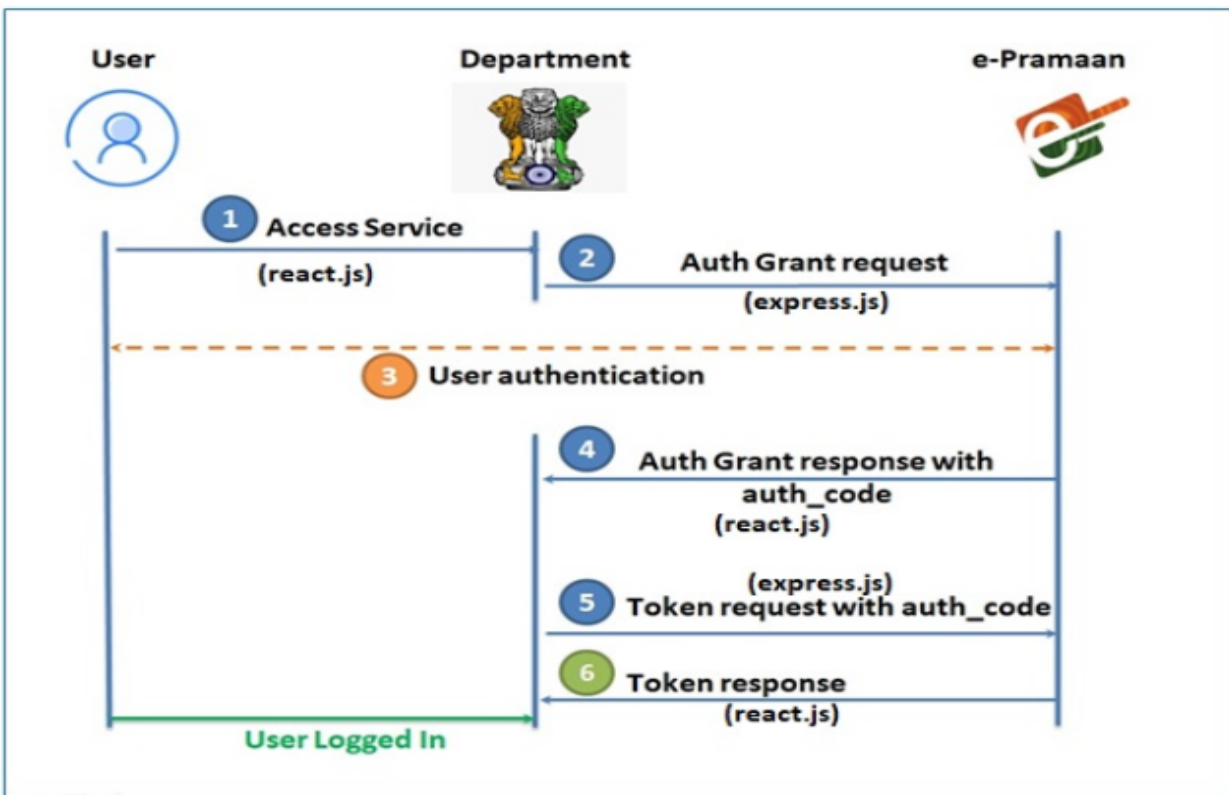 User
Department
e-Pramaan
e
1 Access Service
(react.js)
2 Auth Grant request
(express.js)
3 User authentication
4 Auth Grant response with
auth_code
(react.js)
(express.js)
5 Token request with auth_code
6 Token response
(react.js)
User Logged In